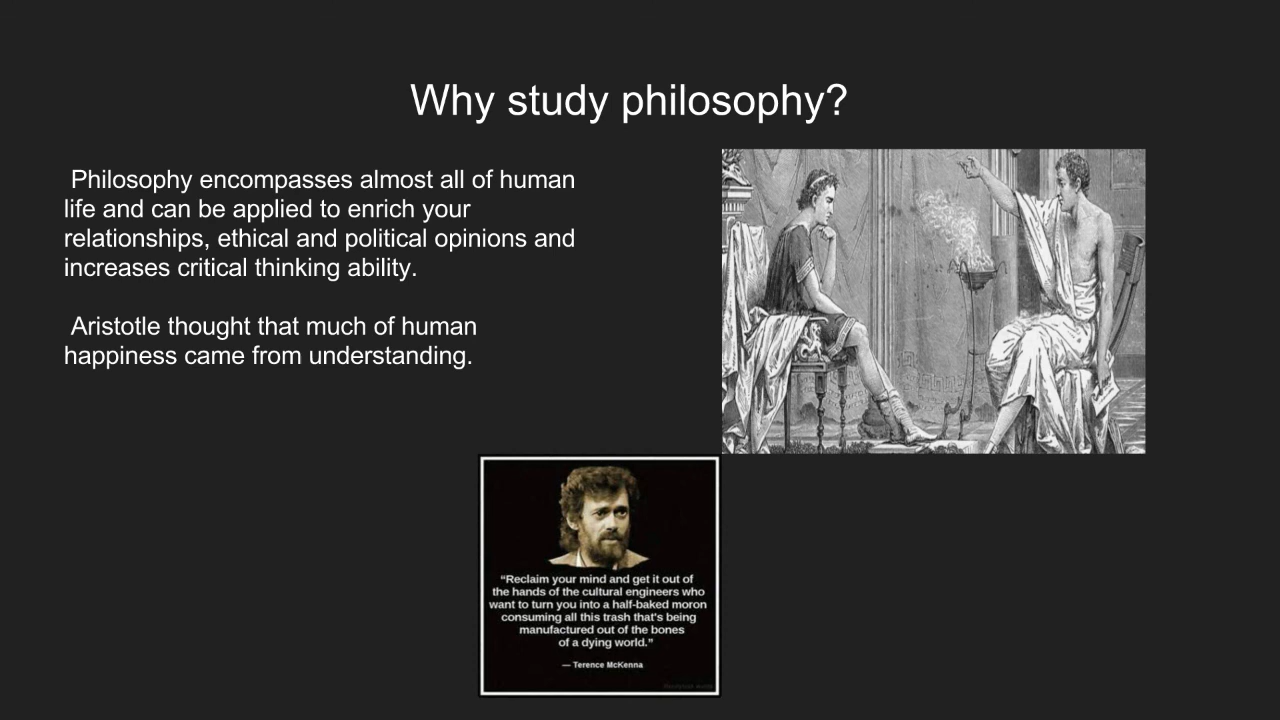 Why study philosophy?
Philosophy encompasses almost all of human
life and can be applied to enrich your
relationships, ethical and political opinions and
increases critical thinking ability.
Aristotle thought that much of human
happiness came from understanding.
“Reclaim your mind and get it out of
the hands of the cultural engineers who
want to turn you into a half-baked moron
consuming all this trash that's being
manufactured out of the bones
of a dying world.”
— Terence McKenna